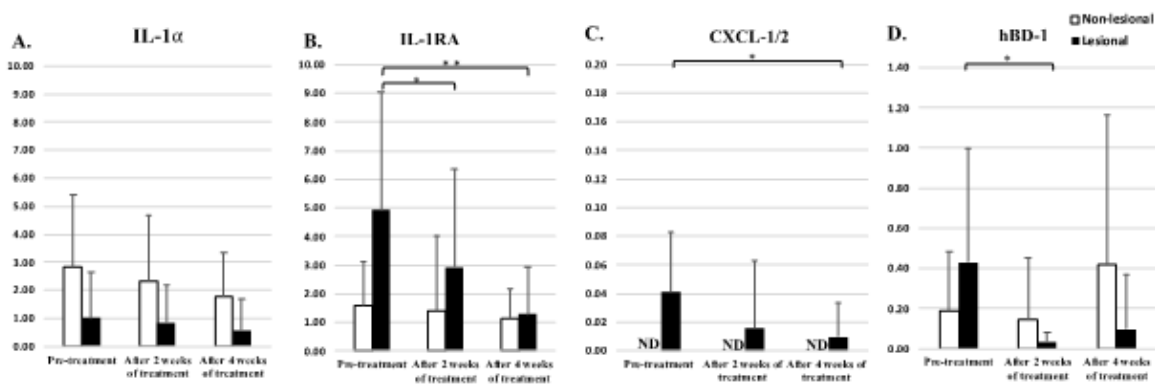 A.
IL-1α
10.00
9.00
8.00
7.00
6.00
5.00
4.00
3.00
2.00
1.00
0.00
Pre-treatment
After 2 weeks
of treatment
After 4 weeks
of treatment
B.
IL-1RA
* *
*
10.00
9.00
8.00
7.00
6.00
5.00
4.00
3.00
2.00
1.00
0.00
Pre-treatment
After 2 weeks
of treatment
After 4 weeks
of treatment
C.
CXCL-1/2
*
0.20
0.18
0.16
0.14
0.12
0.10
0.08
0.06
0.04
0.02
0.00
ND
ND
ND
Pre-treatment
After 2 weeks of
treatment
After 4 weeks of
treatment
D.
hBD-1
Non-lesional
Lesional
*
1.40
1.20
1.00
0.80
0.60
0.40
0.20
0.00
Pre-treatment
After 2 weeks
of treatment
After 4 weeks
of treatment